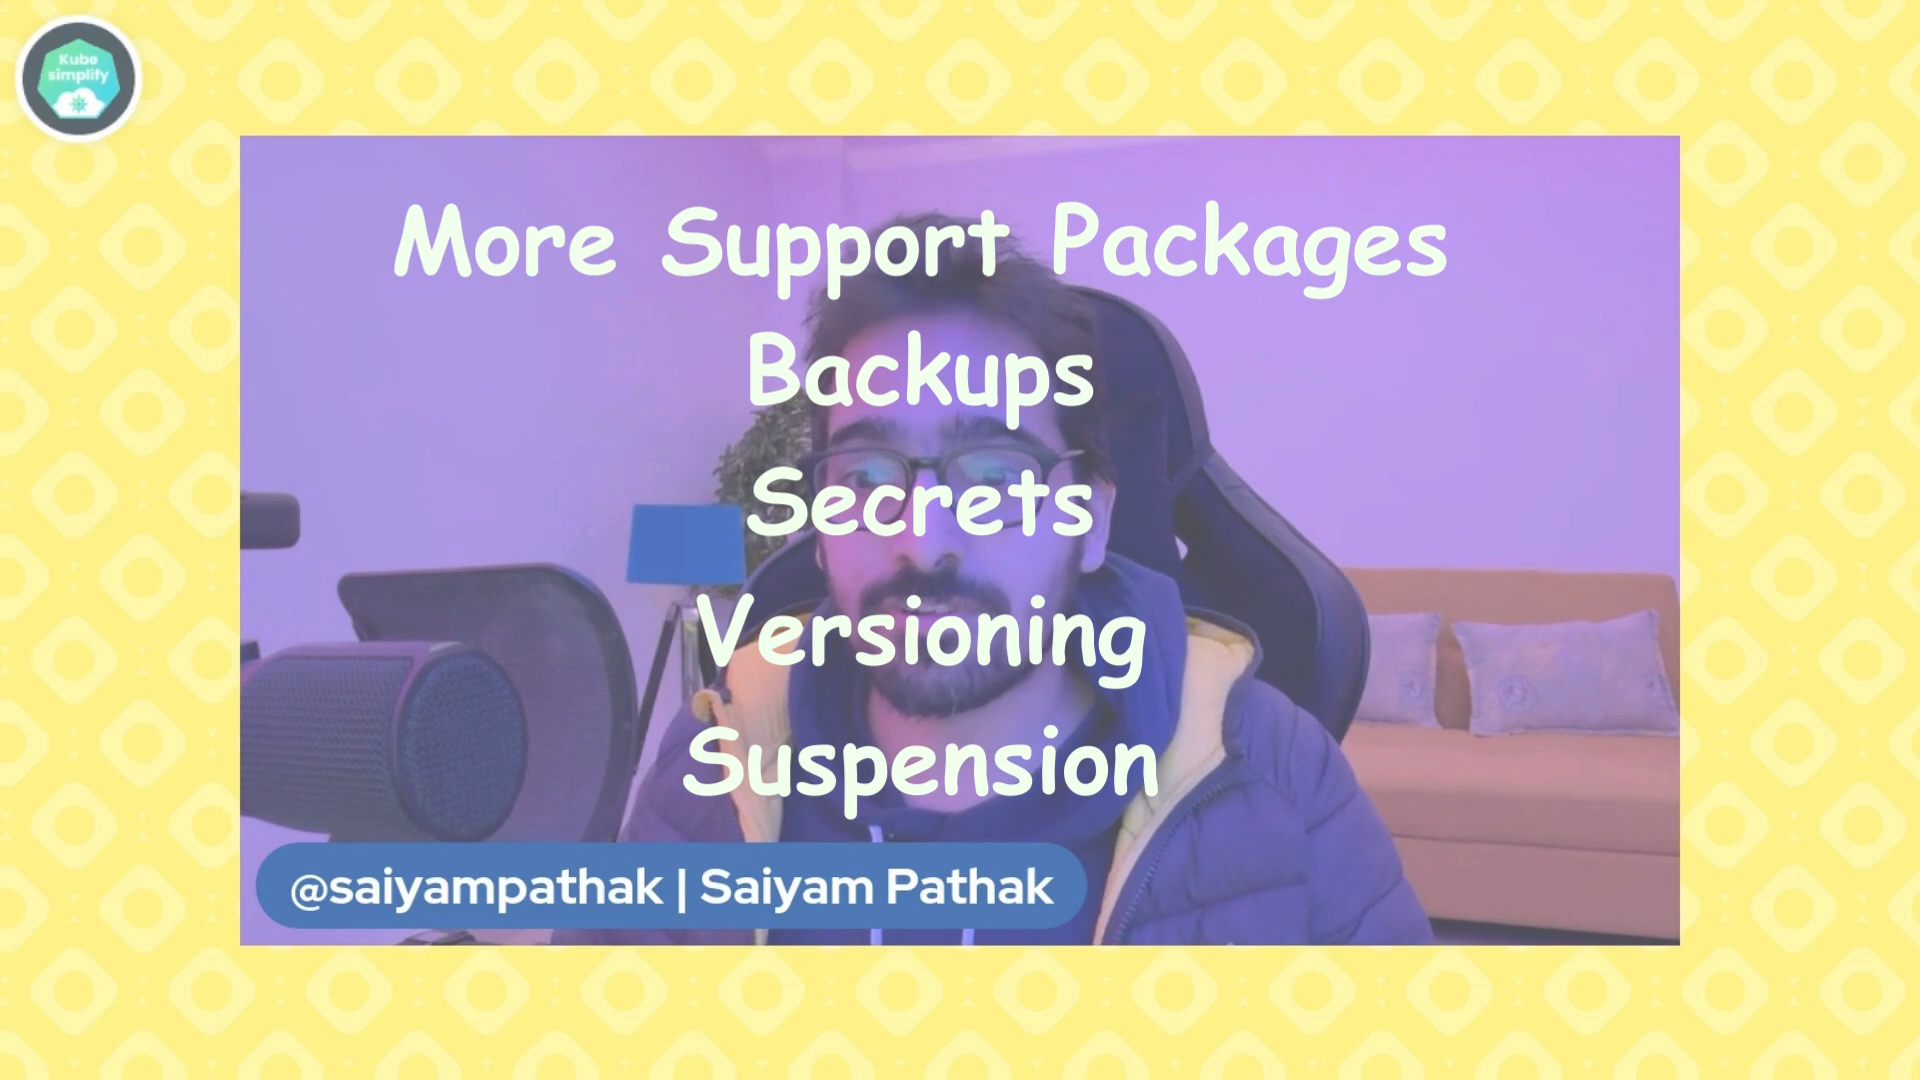 Kube
simplify
More Support Packages
Backups
Secrets
Versioning
Suspension
@saiyampathak | Saiyam Pathak